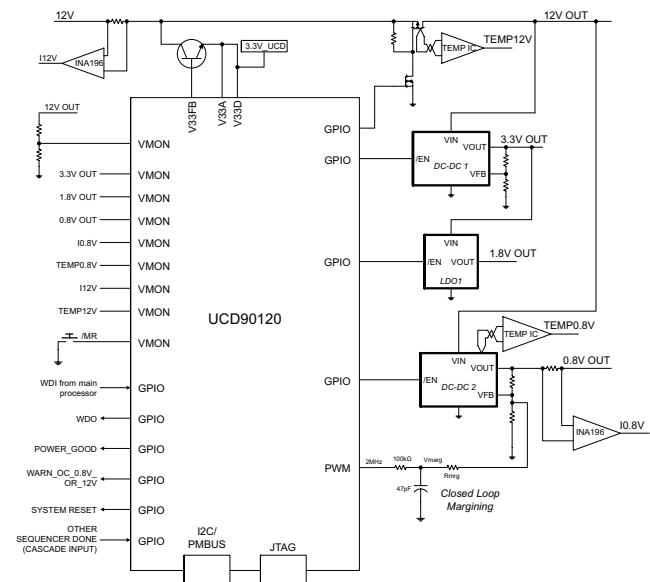 12V
12V OUT
3.3V_UCD
TEMP12V
TEMP IC
I12V
INA196
V33FB
V33A
V33D
12V OUT
GPIO
VMON
GPIO
VIN
VOUT
3.3V OUT
/EN
DC-DC 1
VFB
3.3V OUT
VMON
1.8V OUT
VMON
0.8V OUT
VMON
I0.8V
VMON
VIN
GPIO
/EN
VOUT
1.8V OUT
LDO1
TEMP0.8V
VMON
I12V
VMON
TEMP12V
VMON
UCD90120
/MR
VMON
TEMP0.8V
TEMP IC
VIN
VOUT
0.8V OUT
GPIO
/EN
DC-DC 2
VFB
WDI from main
processor
GPIO
WDO
GPIO
INA196
I0.8V
POWER_GOOD
GPIO
WARN_OC_0.8V_
OR_12V
GPIO
PWM
2MHz
100kΩ
Vmarg
Rmrg
47pF
Closed Loop
Margining
SYSTEM RESET
GPIO
OTHER
SEQUENCER DONE
(CASCADE INPUT)
GPIO
I2C/
PMBUS
JTAG